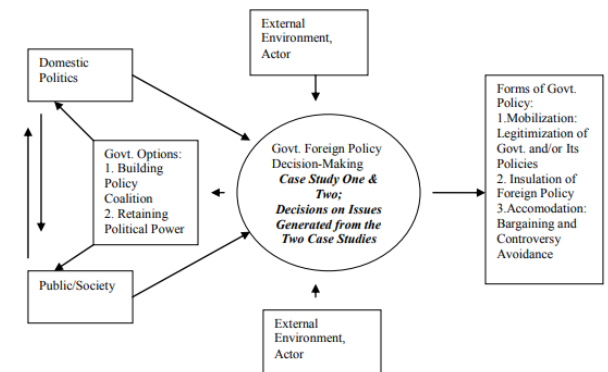 External
Environment,
Actor
Domestic
Politics
Govt. Options:
1. Building
Policy
Coalition
2. Retaining
Political Power
Govt. Foreign Policy
Decision-Making
Case Study One &
Two;
Decisions on Issues
Generated from the
Two Case Studies
Forms of Govt.
Policy:
1.Mobilization:
Legitimization of
Govt. and/or Its
Policies
2. Insulation of
Foreign Policy
3.Accomodation:
Bargaining and
Controversy
Avoidance
Public/Society
External
Environment,
Actor